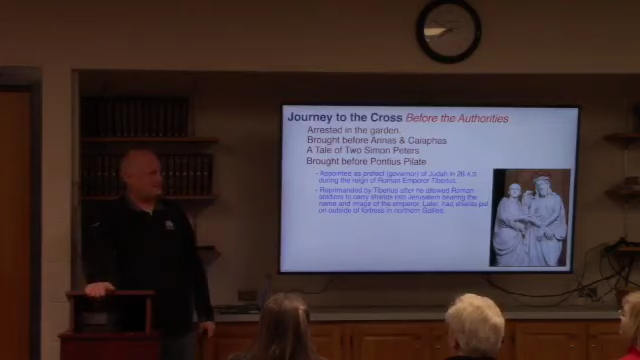 Journey to the Cross Before the Authorities
Arrested in the garden.
Brought before Annas & Caiaphas
A Tale of Two Simon Peters
Brought before Pontius Pilate
- Appointed as prefect (governor) of Judah in 26 A.D.
during the reign of Roman Emperor Tiberius.
- Reprimanded by Tiberius after he allowed Roman
soldiers to carry shields into Jerusalem bearing the
name and image of the emperor. Later, had shields put
on outside of fortress in northern Galilee.